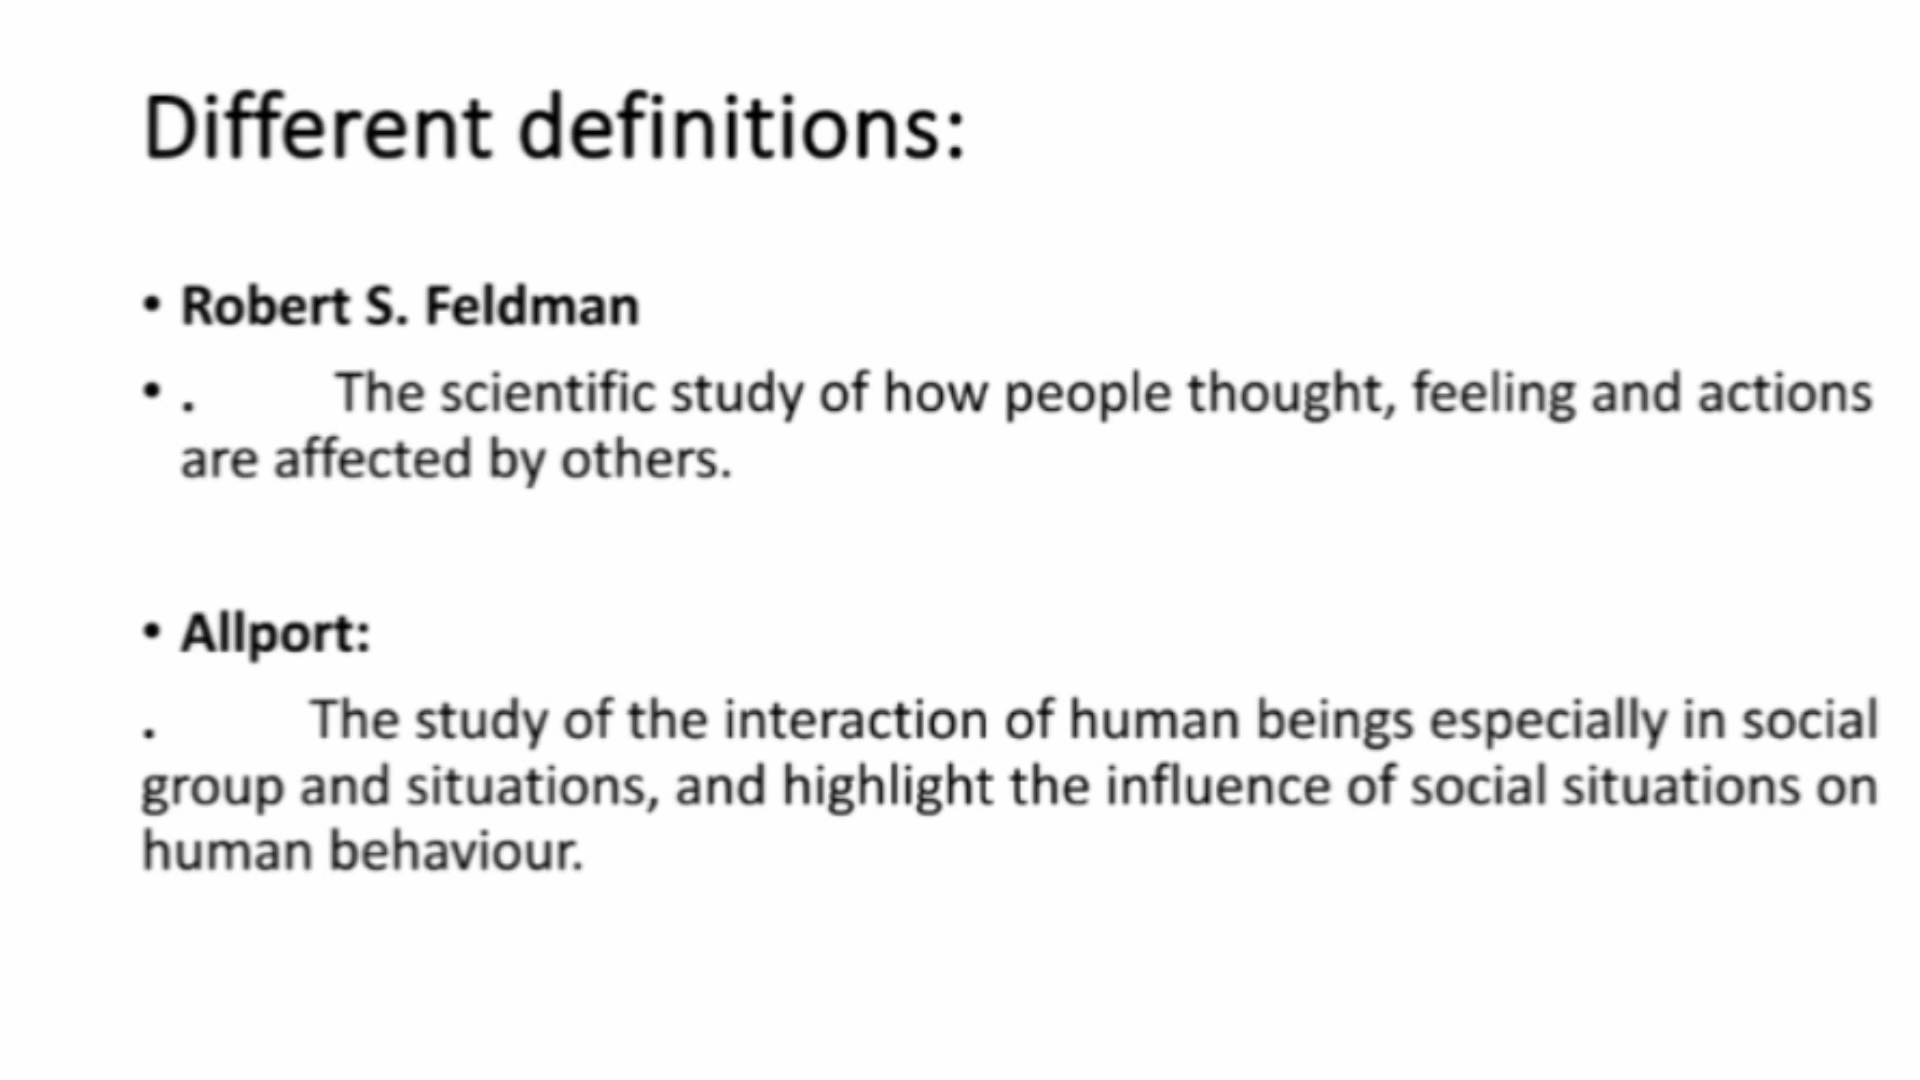 Different definitions:
• Robert S. Feldman
• . The scientific study of how people thought, feeling and actions
are affected by others.
• Allport:
. The study of the interaction of human beings especially in social
group and situations, and highlight the influence of social situations on
human behaviour.